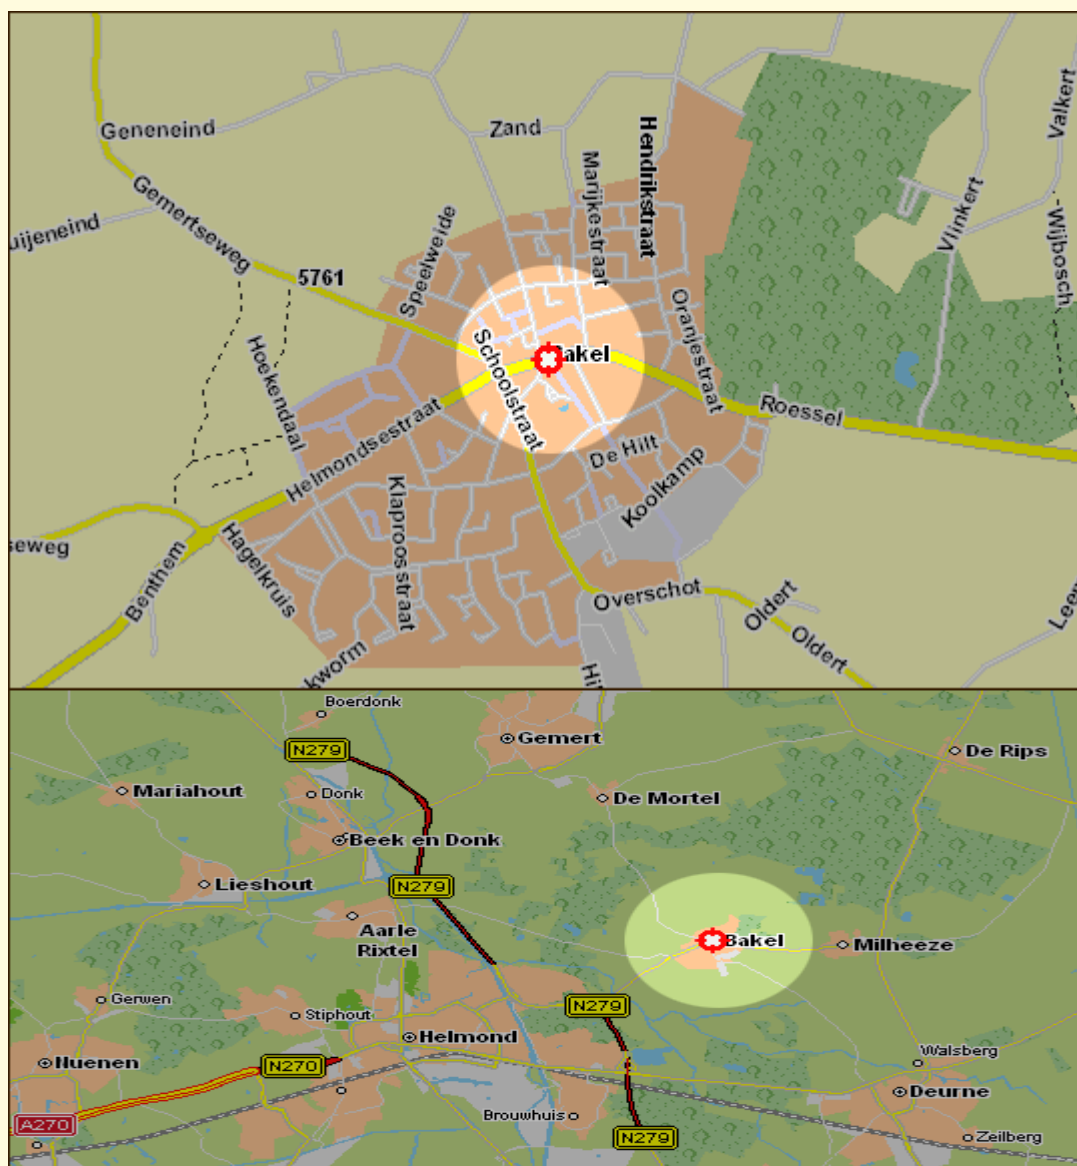 Geneneind
Zand
Hendrikstraat
Valkert
Marijkestraat
Gemertseweg
Vlinkert
uijeneind
Speelweide
Wijbosch
5761
Oranjestraat
Hoekendaal
Schoolstraat
Bakel
Roessel
Helmondsestraat
De Hilt
Koolkamp
Klaproosstraat
seweg
Benthem
Hagelkruis
Overschot
Oldert
Oldert
Leen
kworm
Boerdonk
Gemert
N279
De Rips
Mariahout
Donk
De Mortel
Beek en Donk
Lieshout
N279
Aarle
Rixtel
Bakel
Milheeze
Gerwen
Stiphout
N279
Helmond
Nuenen
N270
Walsberg
Deurne
A270
Brouwhuis
N279
Zeilberg